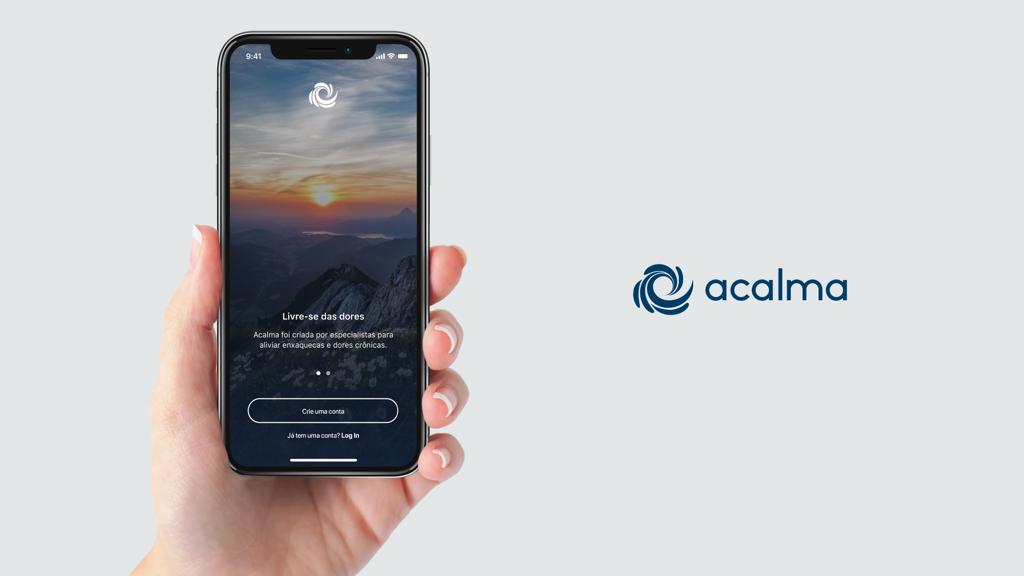 9:41
Livre-se das dores
Acalma foi criada por especialistas para
aliviar enxaquecas e dores crônicas.
Crie uma conta
Já tem uma conta? Log In
acalma